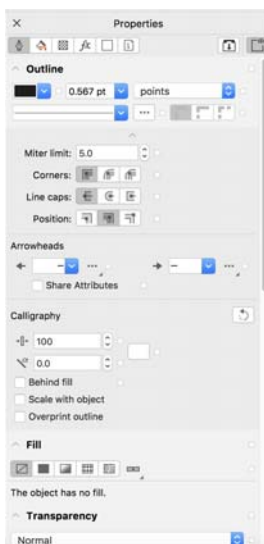 Properties
fx
Outline
0.567 pt
points
Miter limit: 5.0
Corners:
Line caps:
Position:
Arrowheads
Share Attributes
Calligraphy
100
0.0
Behind fill
Scale with object
Overprint outline
Fill
The object has no fill.
Transparency
Normal